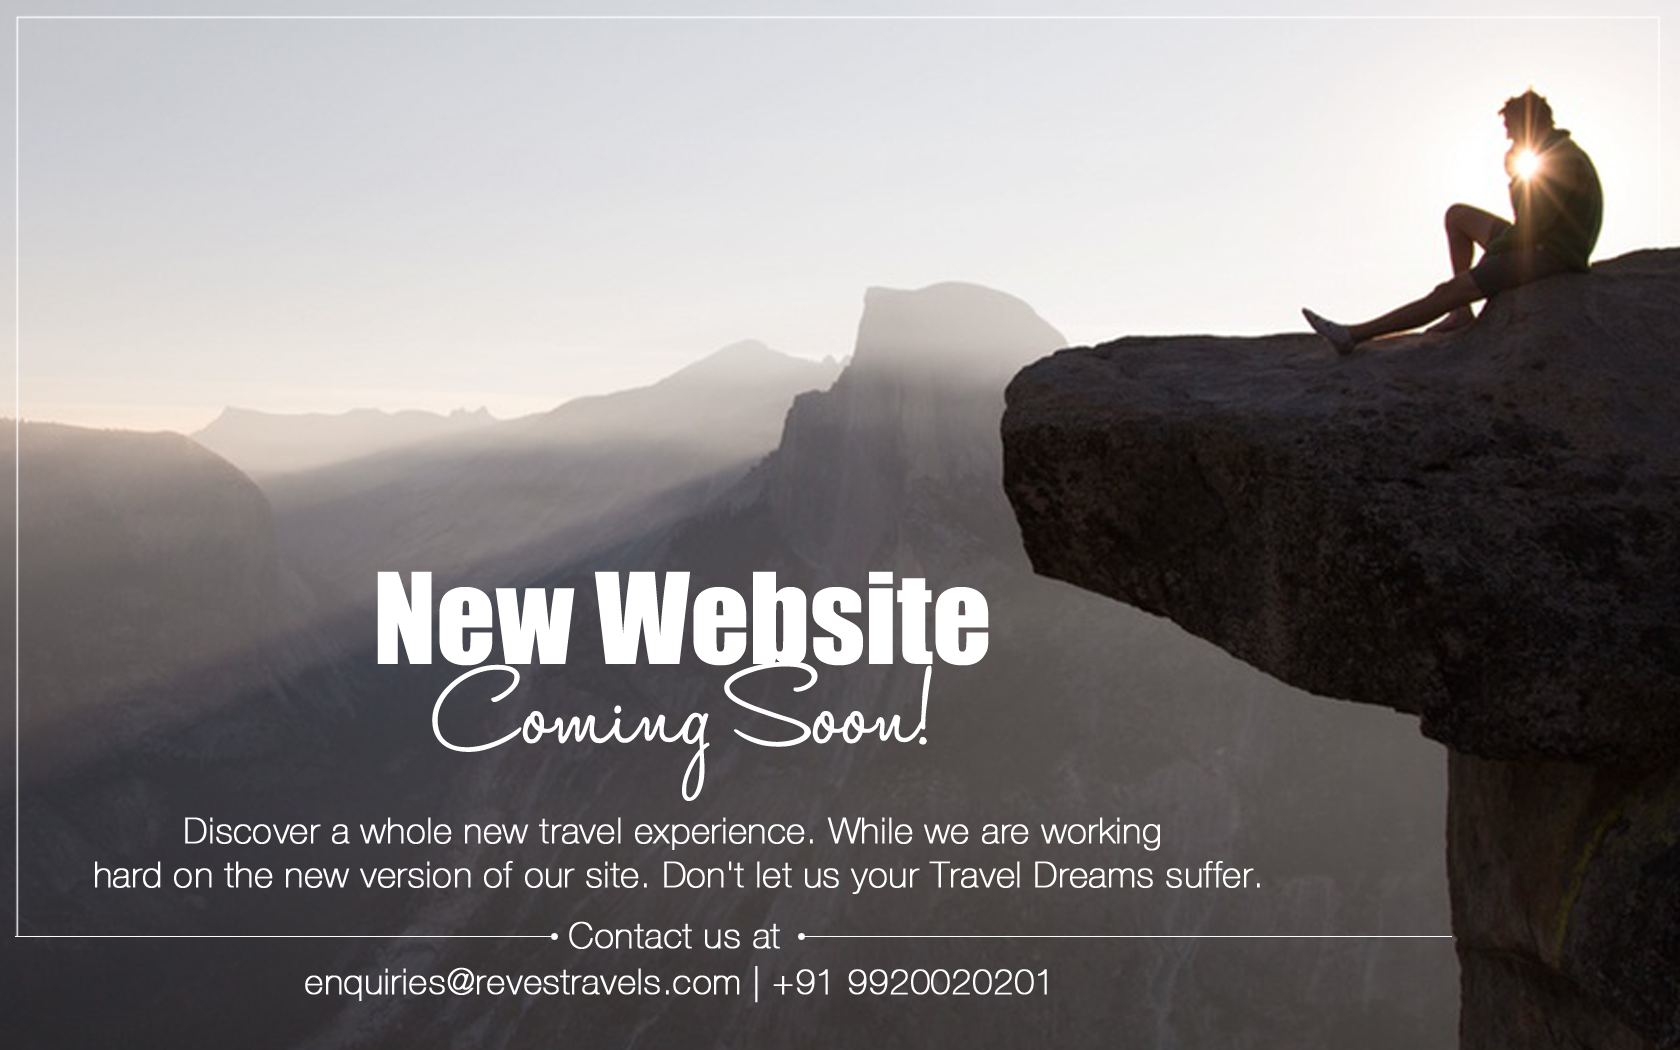 New Website
Coming Soon!
Discover a whole new travel experience. While we are working
hard on the new version of our site. Don't let us your Travel Dreams suffer.
Contact us at
enquiries@revestravels.com | +91 9920020201